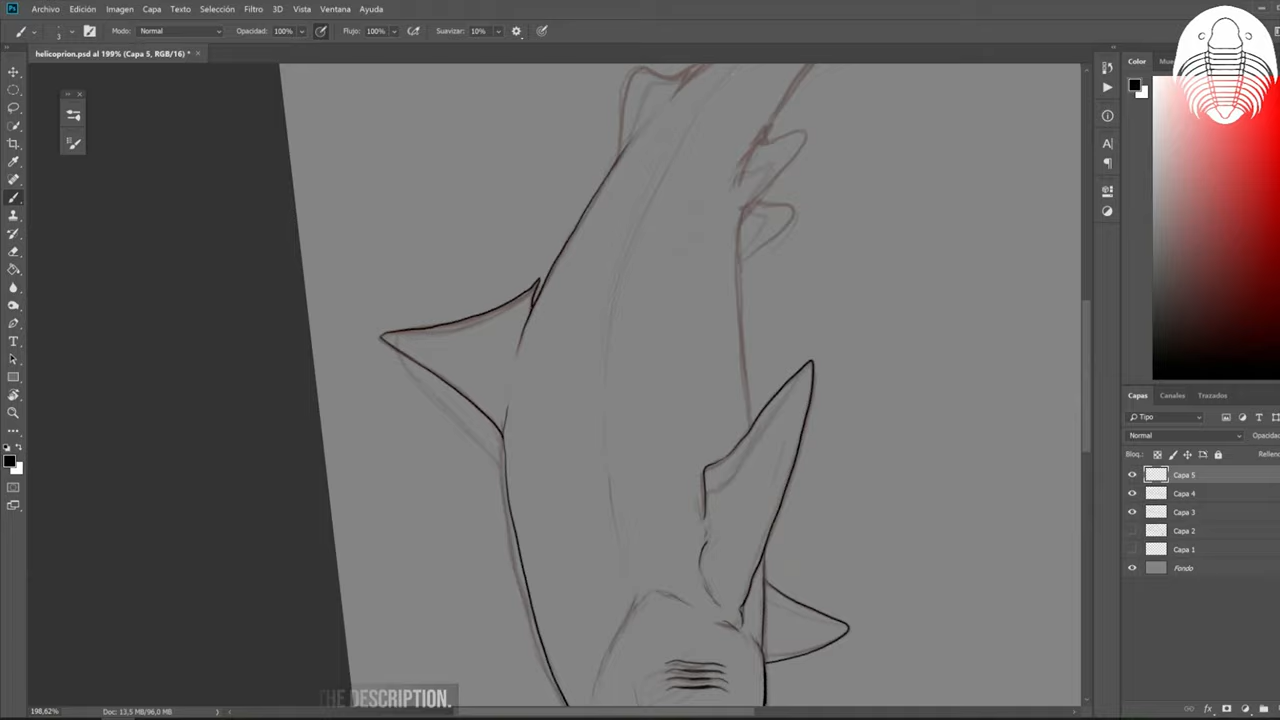 Archivo Edición Imagen Capa Texto Selección Filtro 3D Vista Ventana Ayuda
3 Modo: Normal Opacidad: 100% Flujo: 100% Suavizar: 10%
helicoprion.psd al 199% (Capa 5, RGB/16) * ×
Color
Capas Canales Trazados
Tipo
Normal Opacidad
Bloq.:
Capa 5
Capa 4
Capa 3
Capa 2
Capa 1
Fondo
THE DESCRIPTION.
198,62% Doc: 13,5 MB/96,0 MB